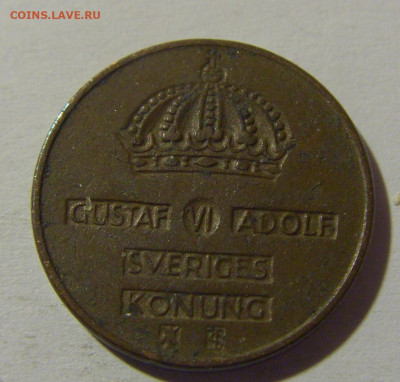 COINS.LAVE.RU
GUSTAF VI ADOLF
SVERIGES
KONUNG